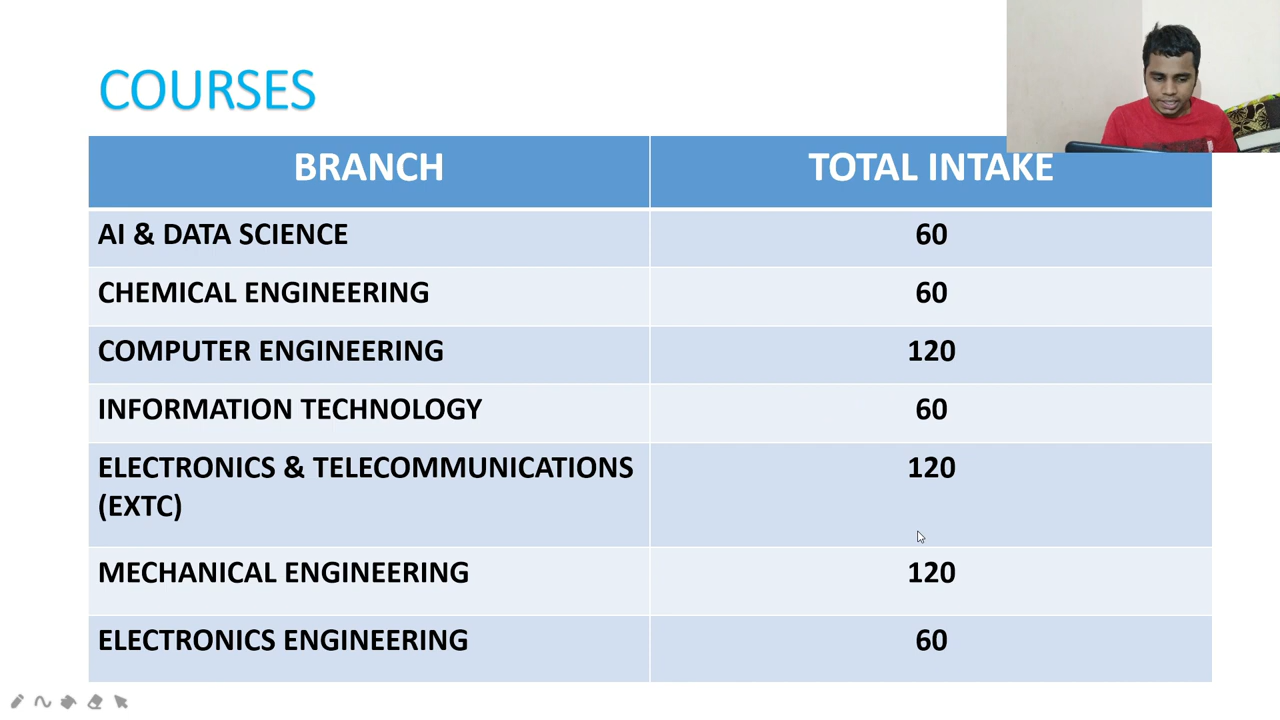 COURSES
BRANCH TOTAL INTAKE
AI & DATA SCIENCE 60
CHEMICAL ENGINEERING 60
COMPUTER ENGINEERING 120
INFORMATION TECHNOLOGY 60
ELECTRONICS & TELECOMMUNICATIONS 120
(EXTC)
MECHANICAL ENGINEERING 120
ELECTRONICS ENGINEERING 60